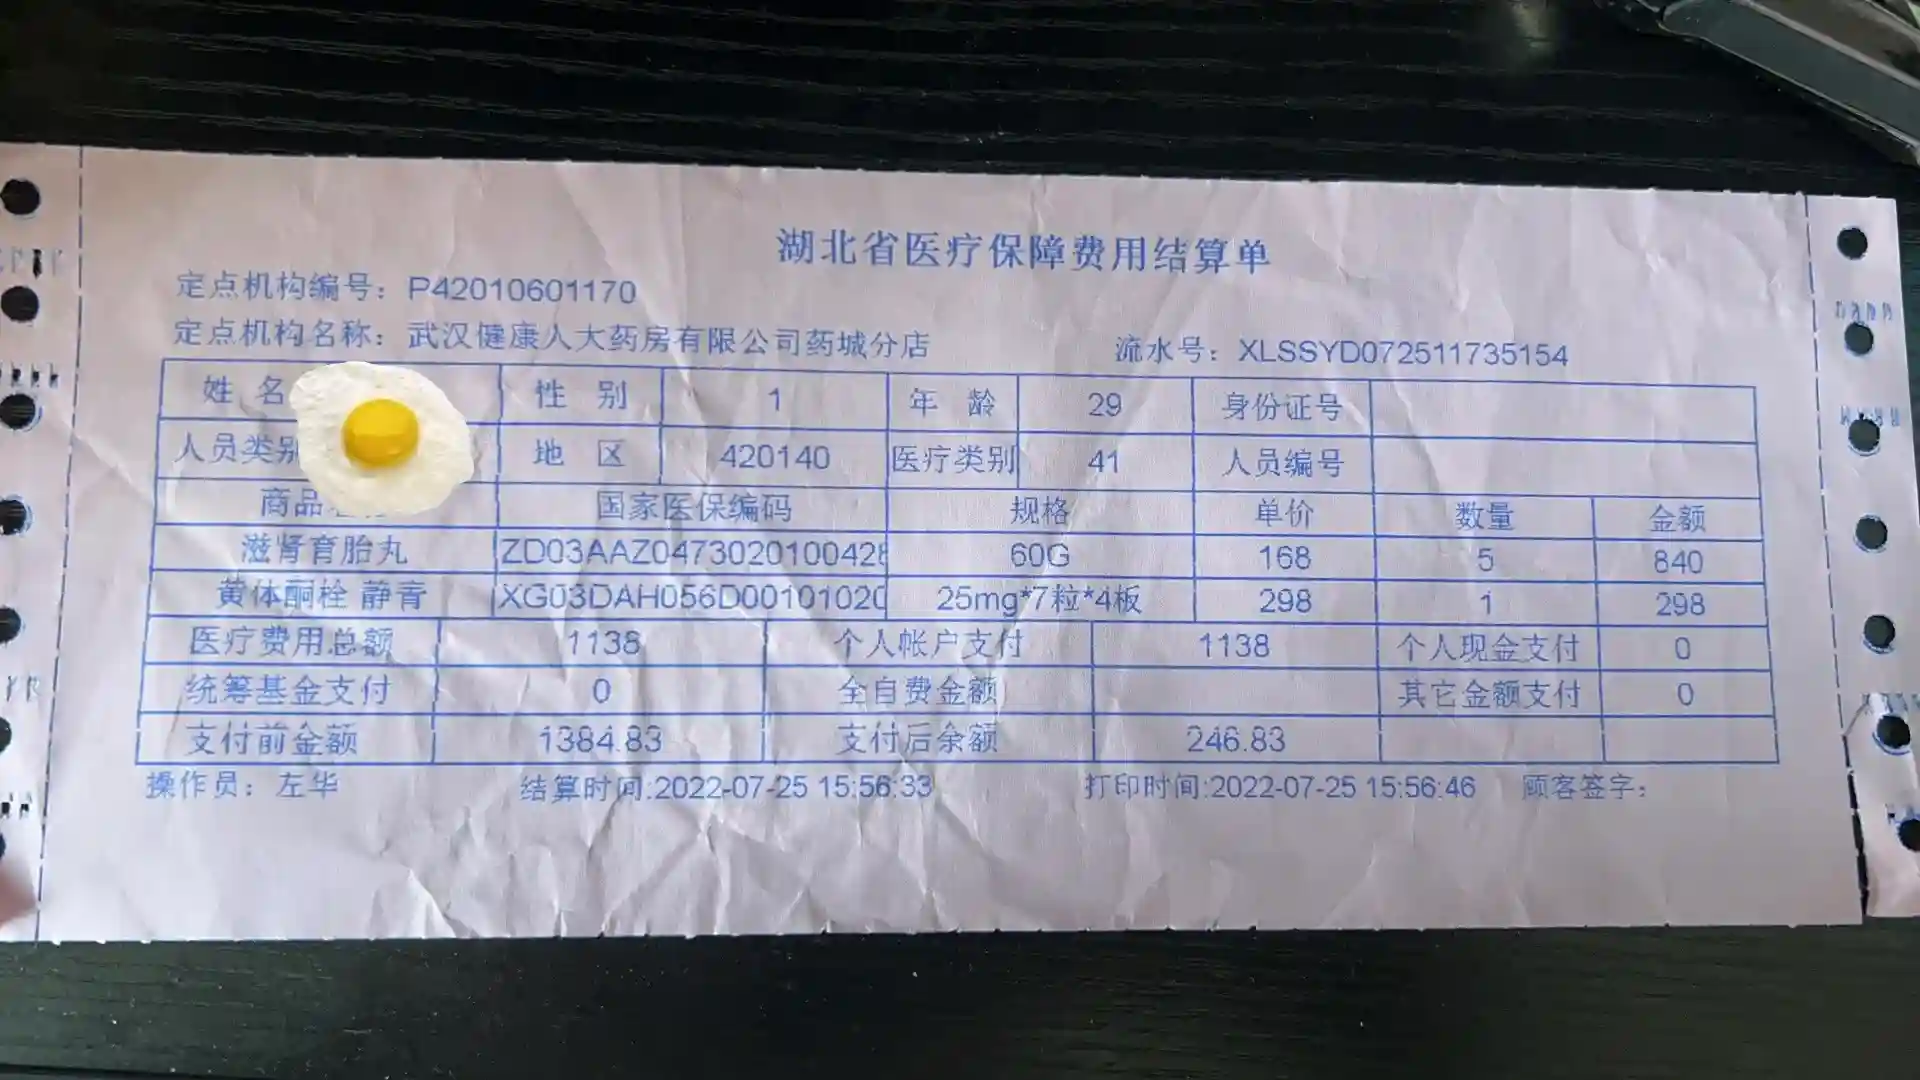 湖北省医疗保障费用结算单
定点机构编号：P42010601170
定点机构名称：武汉健康人大药房有限公司药城分店 流水号：XLSSYD072511735154
姓 名 性 别 1 年 龄 29 身份证号
人员类别 地 区 420140 医疗类别 41 人员编号
商品 国家医保编码 规格 单价 数量 金额
滋肾育胎丸 ZD03AAZ0473020100428 60G 168 5 840
黄体酮栓 静青 XG03DAH056D00101020 25mg*7粒*4板 298 1 298
医疗费用总额 1138 个人帐户支付 1138 个人现金支付 0
统筹基金支付 0 全自费金额 其它金额支付 0
支付前金额 1384.83 支付后余额 246.83
操作员：左华 结算时间:2022-07-25 15:56:33 打印时间:2022-07-25 15:56:46 顾客签字：